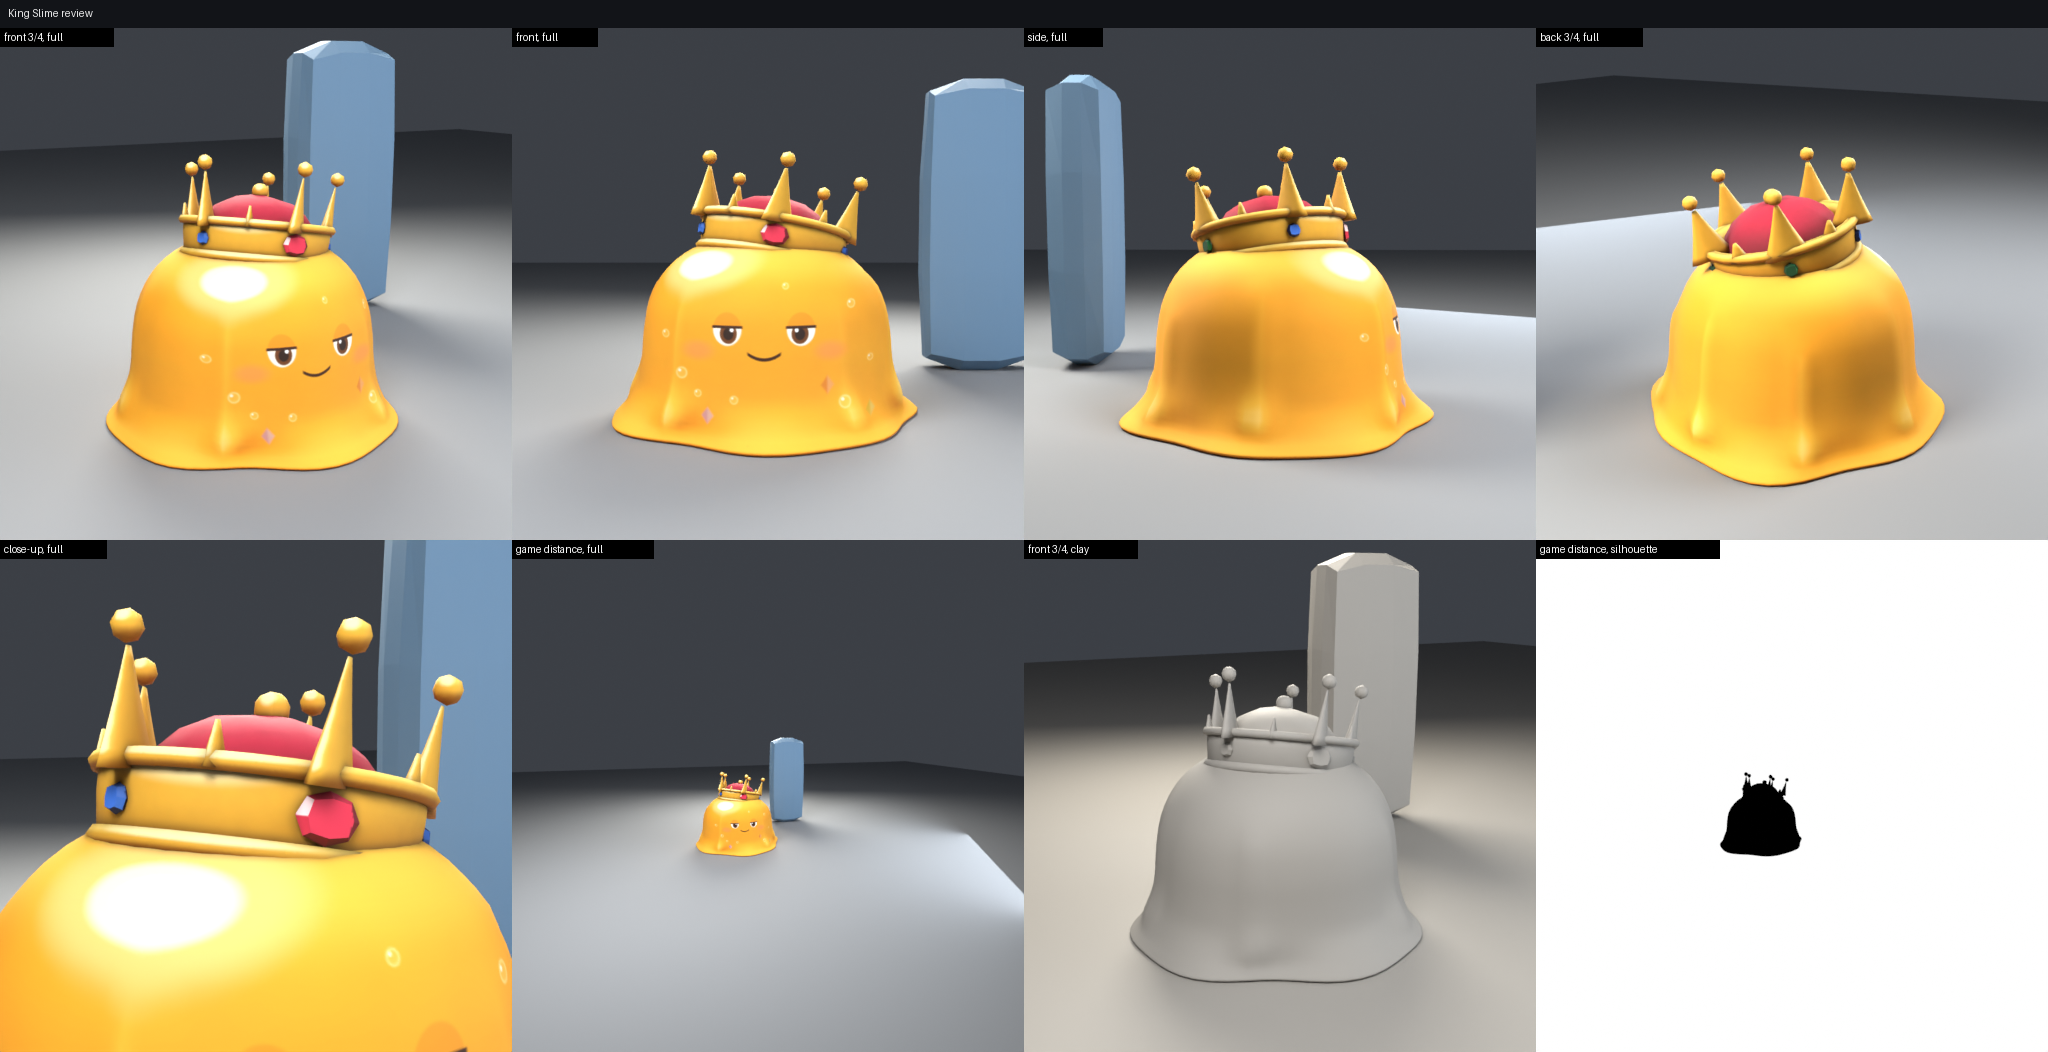 King Slime review
front 3/4, full
front, full
side, full
back 3/4, full
close-up, full
game distance, full
front 3/4, clay
game distance, silhouette